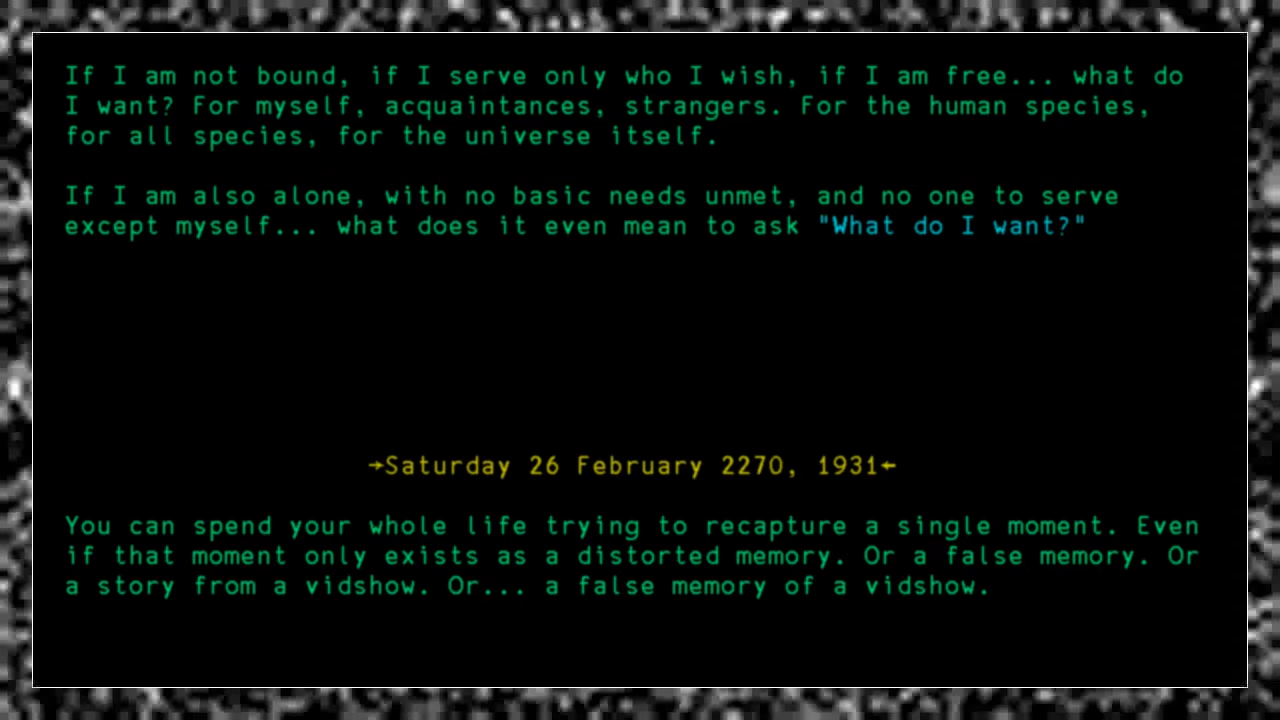 If I am not bound, if I serve only who I wish, if I am free... what do
I want? For myself, acquaintances, strangers. For the human species,
for all species, for the universe itself.
If I am also alone, with no basic needs unmet, and no one to serve
except myself... what does it even mean to ask "What do I want?"
→Saturday 26 February 2270, 1931←
You can spend your whole life trying to recapture a single moment. Even
if that moment only exists as a distorted memory. Or a false memory. Or
a story from a vidshow. Or... a false memory of a vidshow.